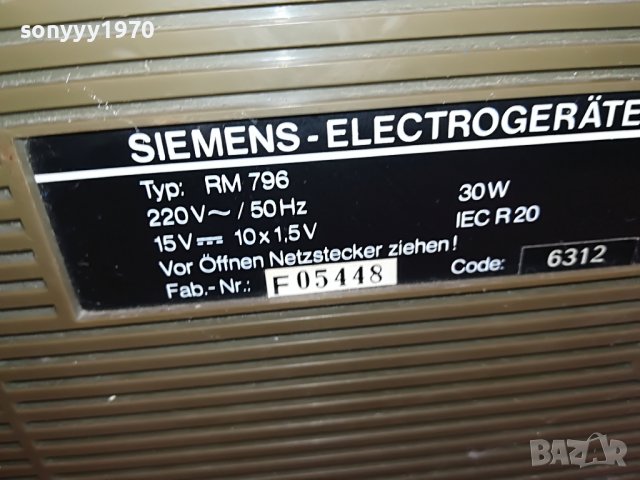 sonyyy1970
SIEMENS-ELECTROGERÄTE
Typ: RM 796
220V~/50Hz 30W
15V⎓ 10x1,5V IEC R20
Vor Öffnen Netzstecker ziehen!
Fab.-Nr.: F05448 Code: 6312
BAZAR